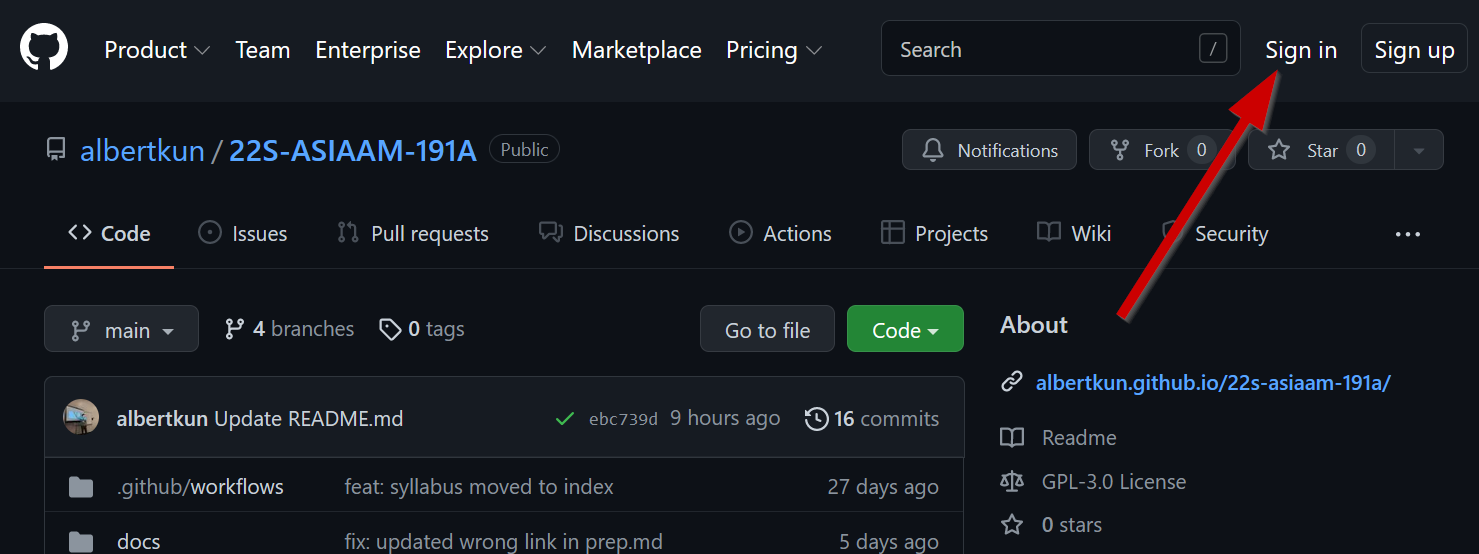 Product Team Enterprise Explore Marketplace Pricing Search / Sign in Sign up
albertkun / 22S-ASIAAM-191A Public Notifications Fork 0 Star 0
Code Issues Pull requests Discussions Actions Projects Wiki Security ...
main 4 branches 0 tags Go to file Code
About
albertkun.github.io/22s-asiaam-191a/
albertkun Update README.md ebc739d 9 hours ago 16 commits
Readme
.github/workflows feat: syllabus moved to index 27 days ago
GPL-3.0 License
0 stars
docs fix: updated wrong link in prep.md 5 days ago